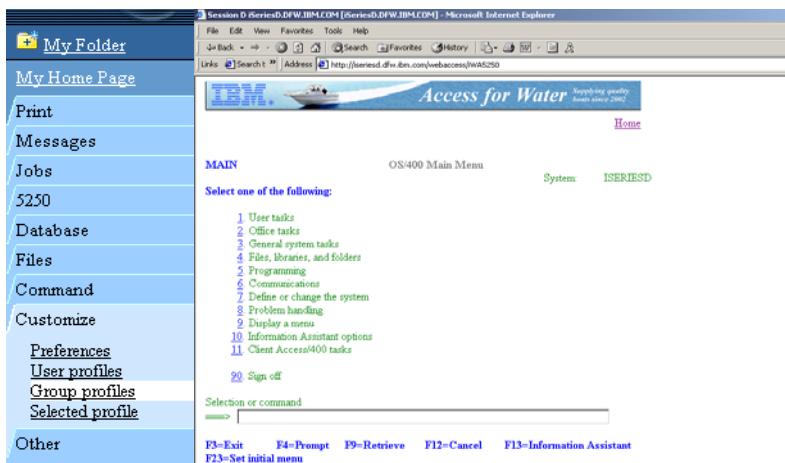 My Folder
My Home Page
Print
Messages
Jobs
5250
Database
Files
Command
Customize
Preferences
User profiles
Group profiles
Selected profile
Other
Session D iSeriesD.DFW.IBM.COM [iSeriesD.DFW.IBM.COM] - Microsoft Internet Explorer
File Edit View Favorites Tools Help
Back Search Favorites History
Links Search t » Address http://iseriesd.dfw.ibm.com/webaccess/IWA5250
IBM. Access for Water Supplying quality boats since 2002
Home
MAIN OS/400 Main Menu
System: ISERIESD
Select one of the following:
1. User tasks
2. Office tasks
3. General system tasks
4. Files, libraries, and folders
5. Programming
6. Communications
7. Define or change the system
8. Problem handling
9. Display a menu
10. Information Assistant options
11. Client Access/400 tasks
90. Sign off
Selection or command
===>
F3=Exit F4=Prompt F9=Retrieve F12=Cancel F13=Information Assistant
F23=Set initial menu